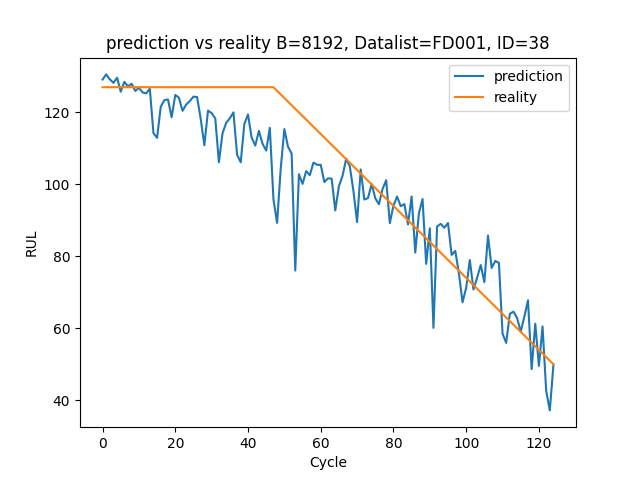 prediction vs reality B=8192, Datalist=FD001, ID=38
prediction
reality
RUL
120
100
80
60
40
0 20 40 60 80 100 120
Cycle